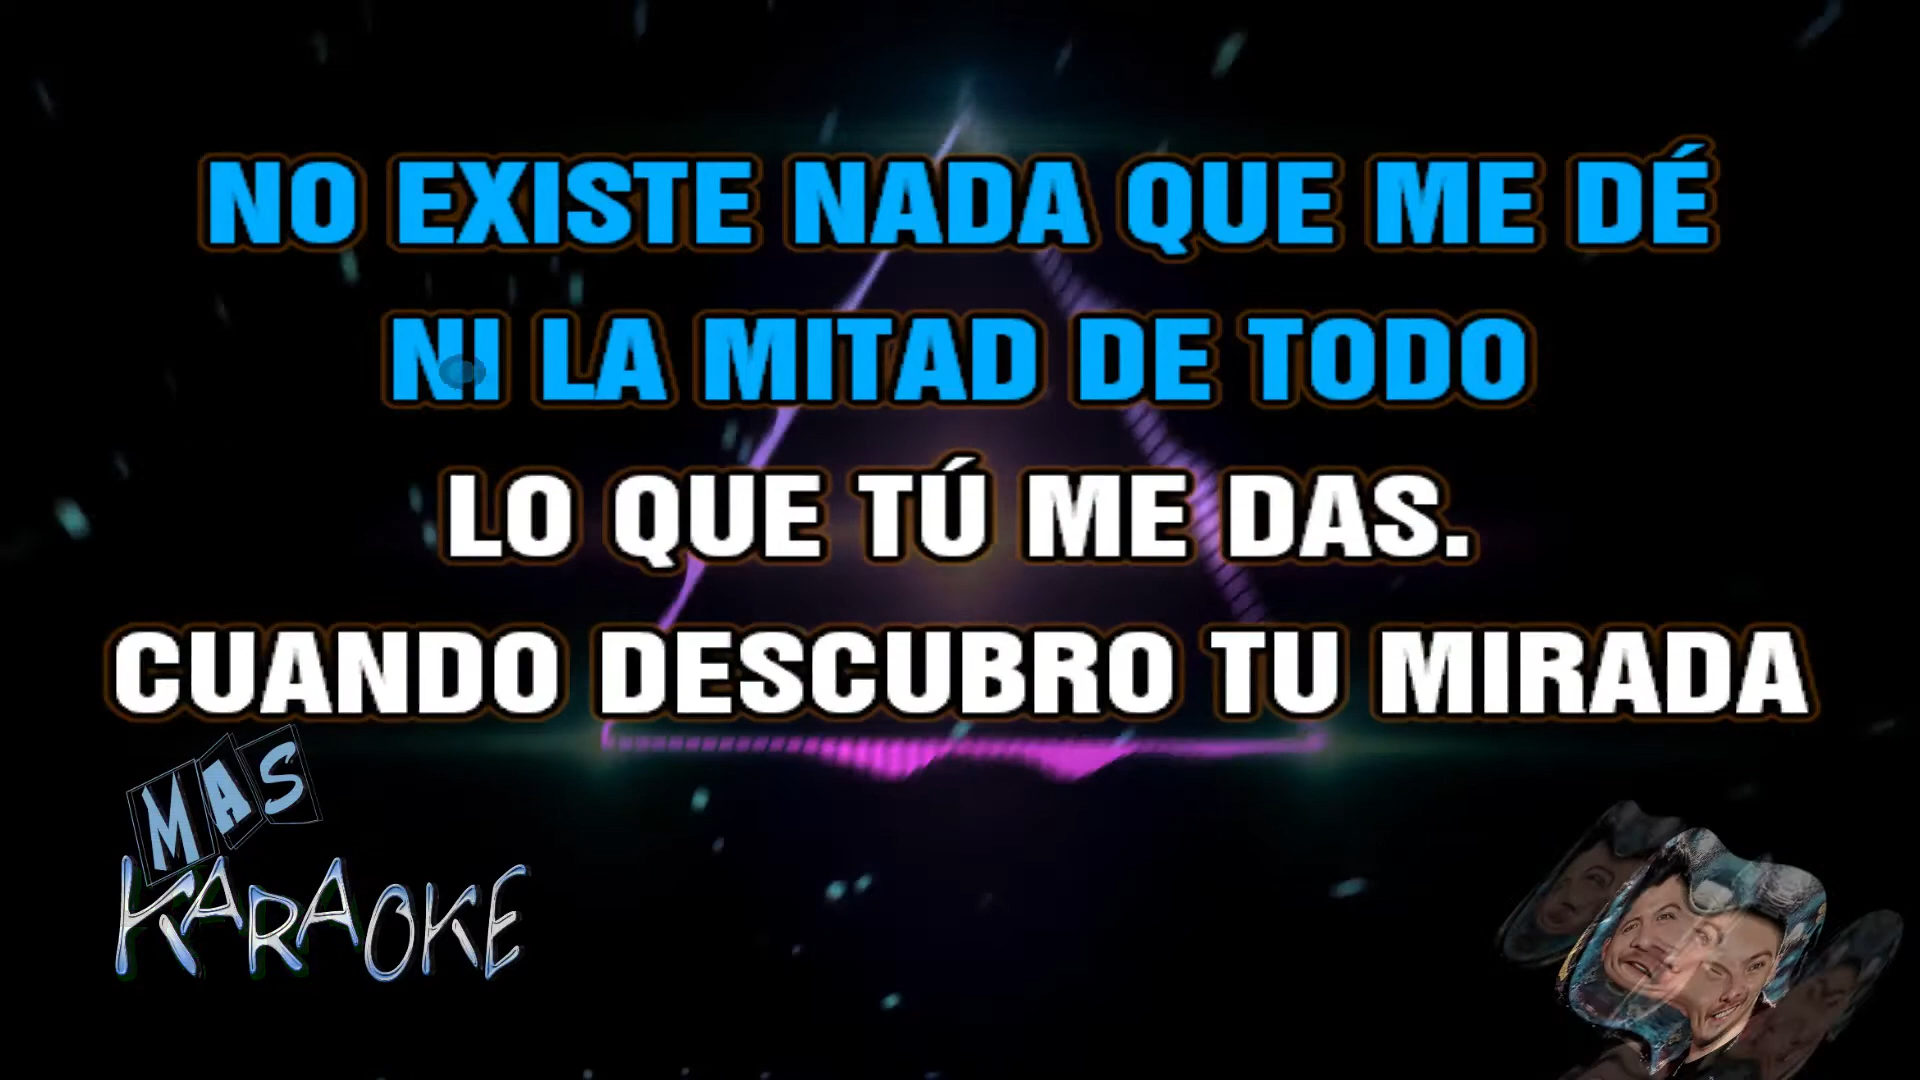 NO EXISTE NADA QUE ME DÉ
NI LA MITAD DE TODO
LO QUE TÚ ME DAS.
CUANDO DESCUBRO TU MIRADA
MAS
KARAOKE